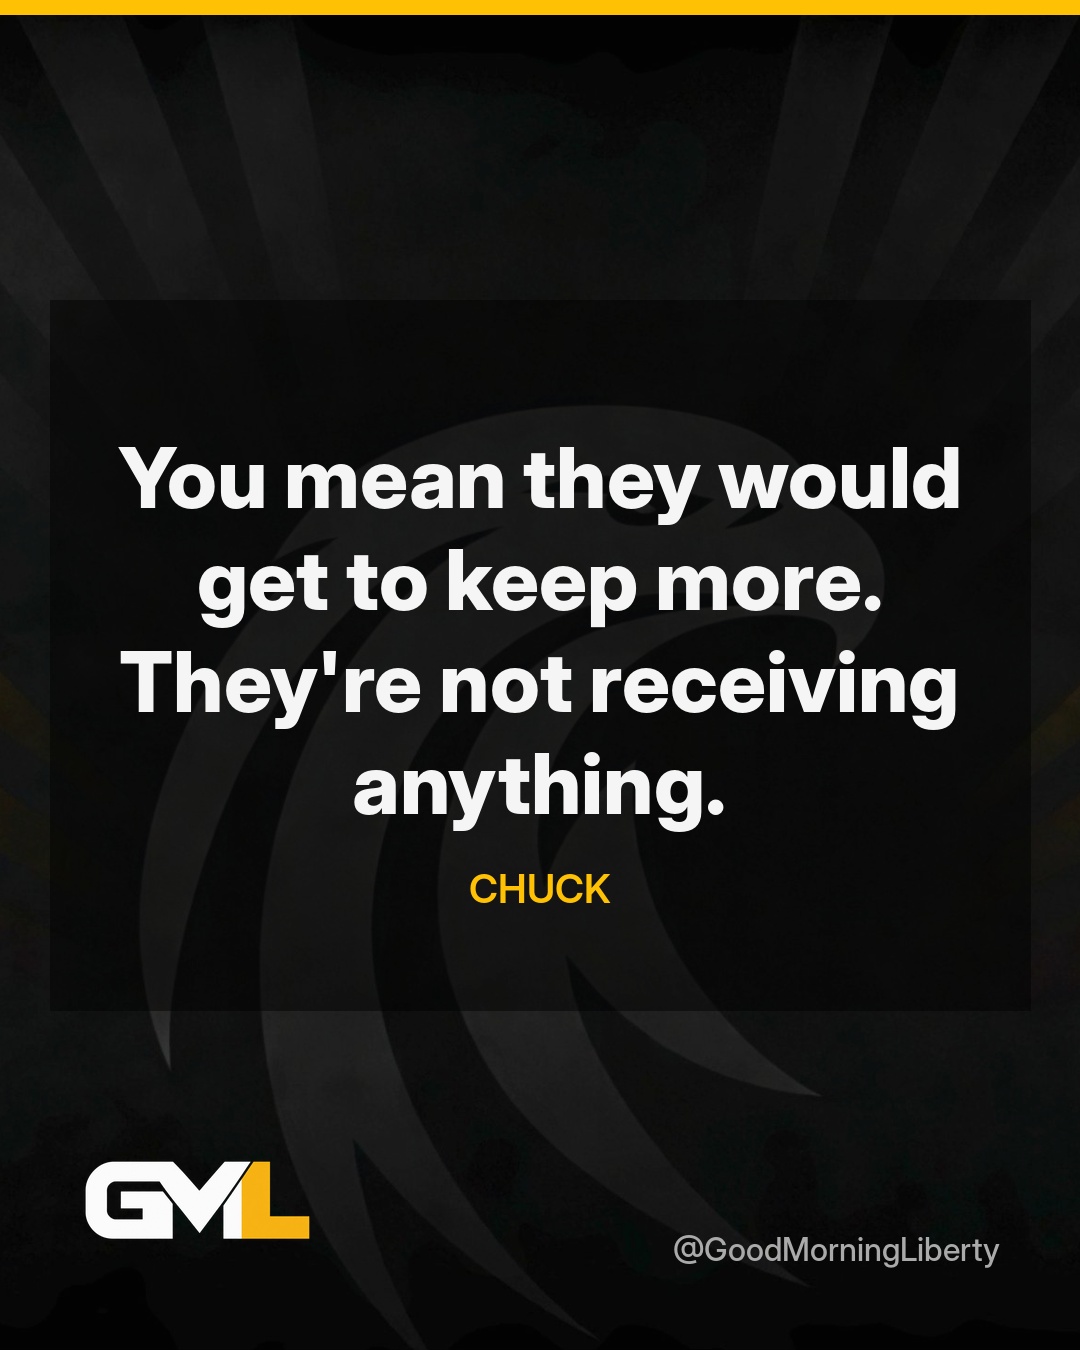 You mean they would
get to keep more.
They're not receiving
anything.
CHUCK
GML
@GoodMorningLiberty